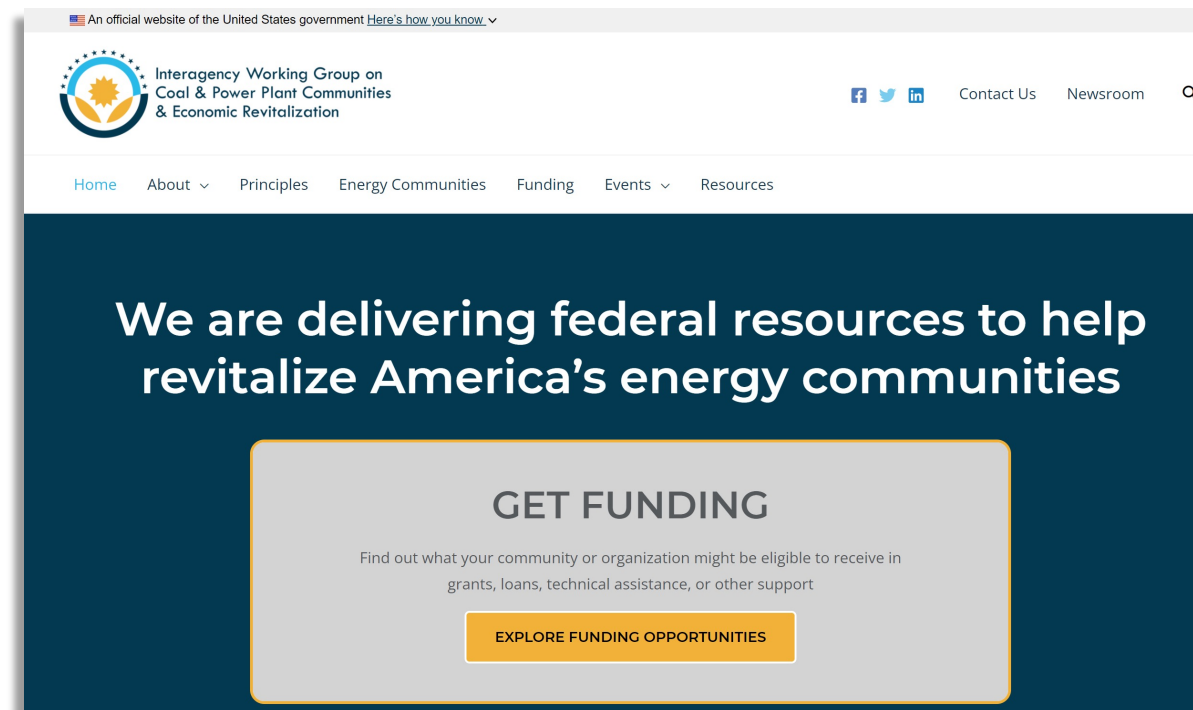 An official website of the United States government Here's how you know
Interagency Working Group on
Coal & Power Plant Communities
& Economic Revitalization
Contact Us Newsroom
Home About Principles Energy Communities Funding Events Resources
We are delivering federal resources to help
revitalize America's energy communities
GET FUNDING
Find out what your community or organization might be eligible to receive in
grants, loans, technical assistance, or other support
EXPLORE FUNDING OPPORTUNITIES